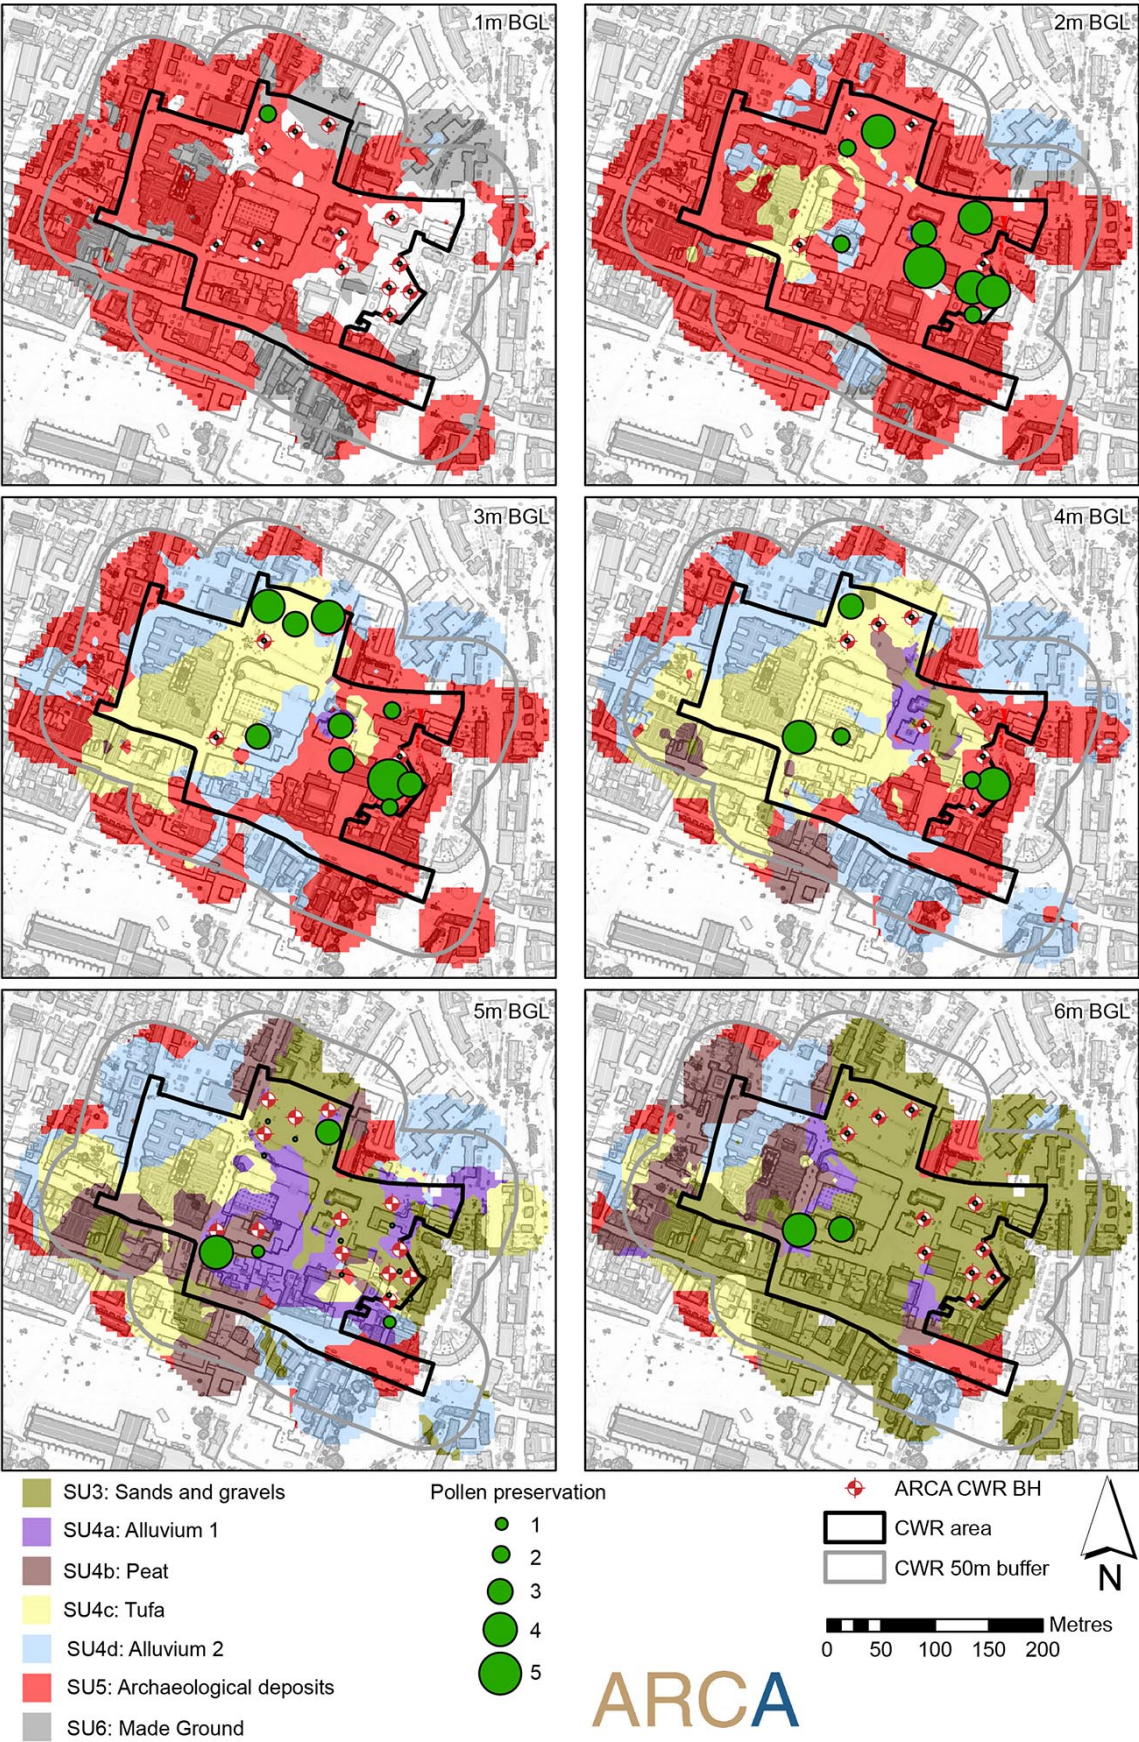 1m BGL
2m BGL
3m BGL
4m BGL
5m BGL
6m BGL
SU3: Sands and gravels
SU4a: Alluvium 1
SU4b: Peat
SU4c: Tufa
SU4d: Alluvium 2
SU5: Archaeological deposits
SU6: Made Ground
Pollen preservation
1
2
3
4
5
ARCA CWR BH
CWR area
CWR 50m buffer
N
Metres
0 50 100 150 200
ARCA